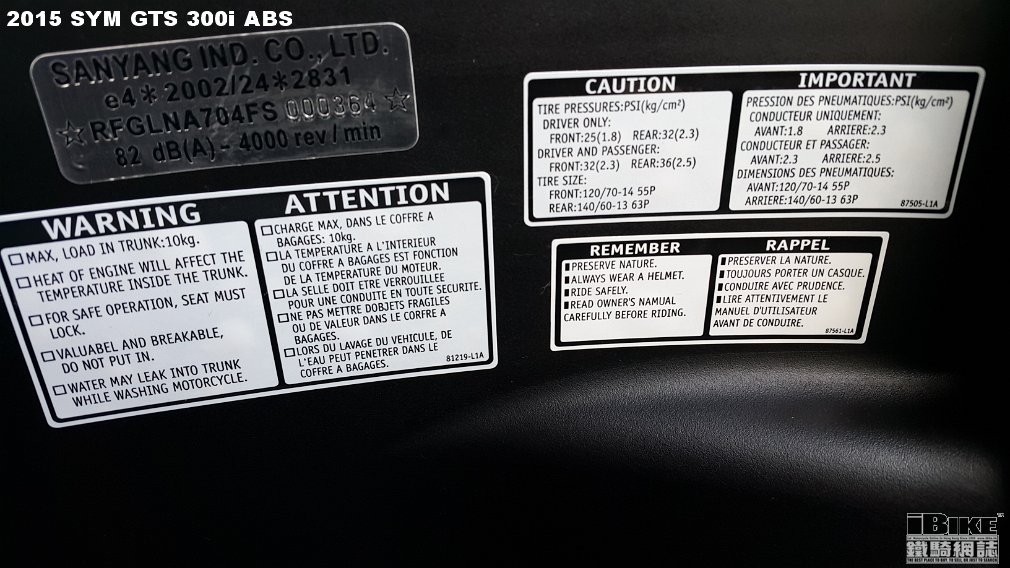 2015 SYM GTS 300i ABS
SANYANG IND. CO., LTD.
e4*2002/24*2831
☆RFGLNA704FS 000364☆
82 dB(A) - 4000 rev / min
WARNING
□MAX, LOAD IN TRUNK:10kg.
□HEAT OF ENGINE WILL AFFECT THE
TEMPERATURE INSIDE THE TRUNK.
□FOR SAFE OPERATION, SEAT MUST
LOCK.
□VALUABEL AND BREAKABLE,
DO NOT PUT IN.
□WATER MAY LEAK INTO TRUNK
WHILE WASHING MOTORCYCLE.
ATTENTION
□CHARGE MAX, DANS LE COFFRE A
BAGAGES: 10kg.
□LA TEMPERATURE A L'INTERIEUR
DU COFFRE A BAGAGES EST FONCTION
DE LA TEMPERATURE DU MOTEUR.
□LA SELLE DOIT ETRE VERROUILLEE
POUR UNE CONDUITE EN TOUTE SECURITE.
□NE PAS METTRE DOBJETS FRAGILES
OU DE VALEUR DANS LE COFFRE A
BAGAGES.
□LORS DU LAVAGE DU VEHICULE, DE
L'EAU PEUT PENETRER DANS LE
COFFRE A BAGAGES.
81219-L1A
CAUTION
TIRE PRESSURES:PSI(kg/cm²)
DRIVER ONLY:
FRONT:25(1.8) REAR:32(2.3)
DRIVER AND PASSENGER:
FRONT:32(2.3) REAR:36(2.5)
TIRE SIZE:
FRONT:120/70-14 55P
REAR:140/60-13 63P
IMPORTANT
PRESSION DES PNEUMATIQUES:PSI(kg/cm²)
CONDUCTEUR UNIQUEMENT:
AVANT:1.8 ARRIERE:2.3
CONDUCTEUR ET PASSAGER:
AVANT:2.3 ARRIERE:2.5
DIMENSIONS DES PNEUMATIQUES:
AVANT:120/70-14 55P
ARRIERE:140/60-13 63P
87505-L1A
REMEMBER
■PRESERVE NATURE.
■ALWAYS WEAR A HELMET.
■RIDE SAFELY.
■READ OWNER'S NAMUAL
CAREFULLY BEFORE RIDING.
RAPPEL
■PRESERVER LA NATURE.
■TOUJOURS PORTER UN CASQUE.
■CONDUIRE AVEC PRUDENCE.
■LIRE ATTENTIVEMENT LE
MANUEL D'UTILISATEUR
AVANT DE CONDUIRE.
87561-L1A
iBIKE
鐵騎網誌